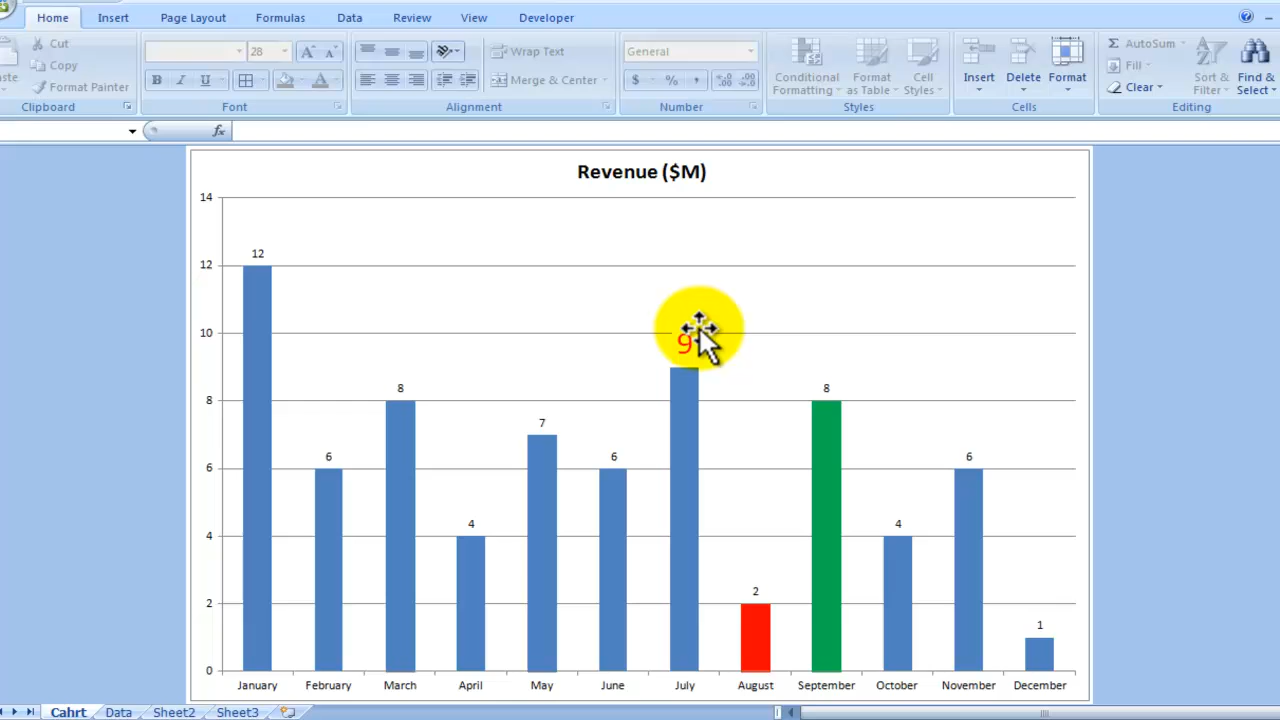 Home Insert Page Layout Formulas Data Review View Developer
Cut
Copy
Format Painter
Clipboard
28
B I U
Font
Wrap Text
Merge & Center
Alignment
General
$ % ,
Number
Conditional Formatting
Format as Table
Cell Styles
Styles
Insert Delete Format
Cells
AutoSum
Fill
Clear
Sort & Filter
Find & Select
Editing
fx
Revenue ($M)
14
12
10
8
6
4
2
0
12 6 8 4 7 6 9 2 8 4 6 1
January February March April May June July August September October November December
Cahrt Data Sheet2 Sheet3